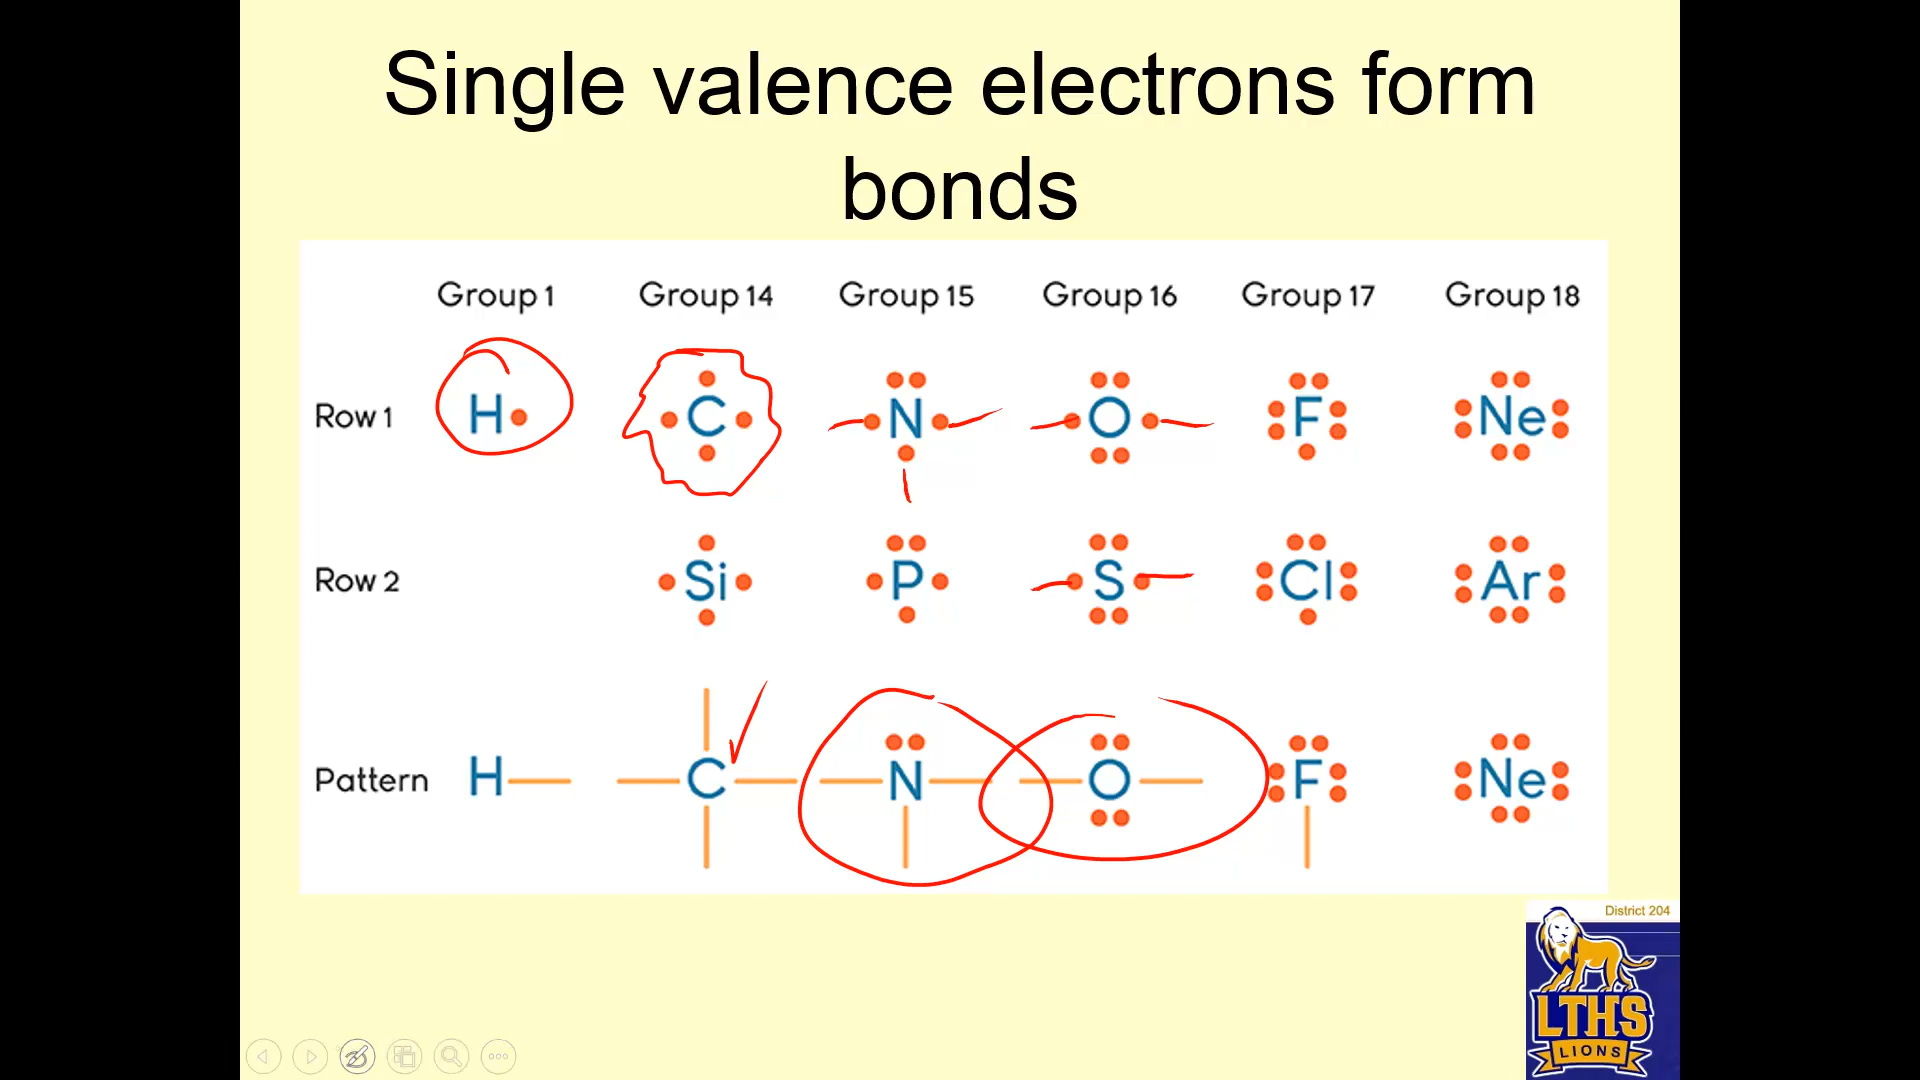 Single valence electrons form
bonds
Group 1 Group 14 Group 15 Group 16 Group 17 Group 18
Row 1 H C N O F Ne
Row 2 Si P S Cl Ar
Pattern H C N O F Ne
District 204
LTHS
LIONS